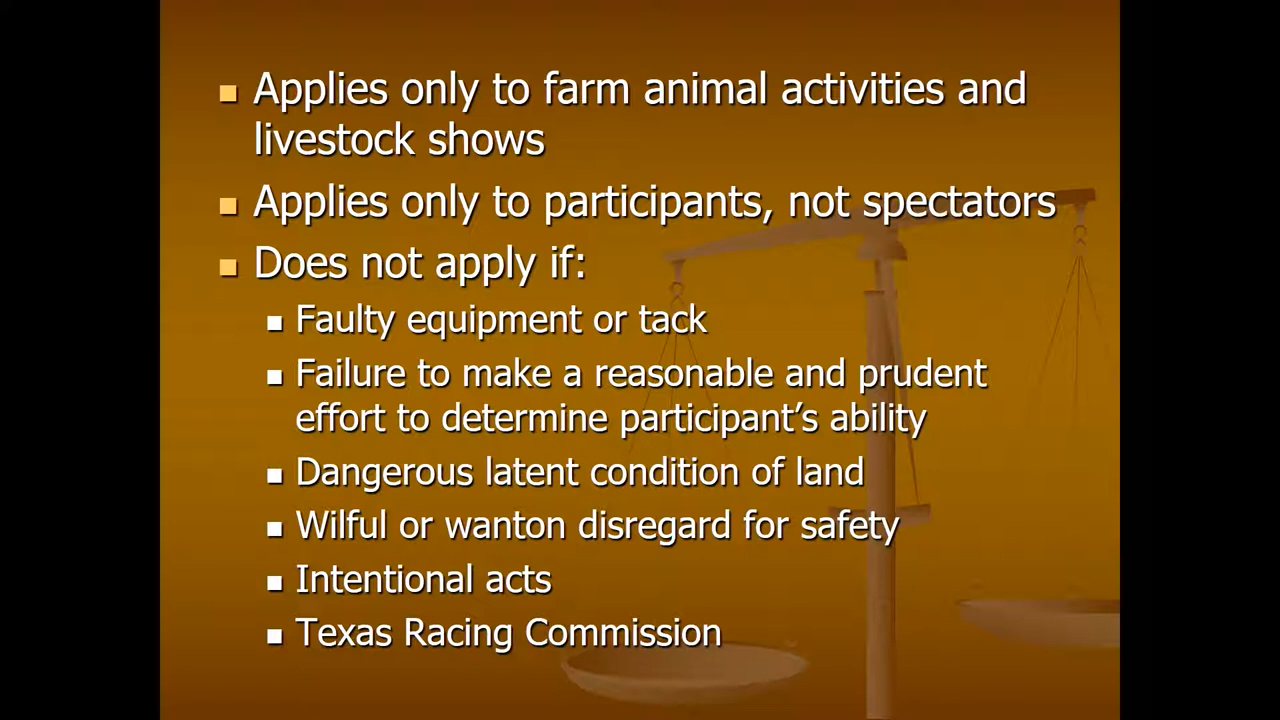 Applies only to farm animal activities and
livestock shows
Applies only to participants, not spectators
Does not apply if:
Faulty equipment or tack
Failure to make a reasonable and prudent
effort to determine participant’s ability
Dangerous latent condition of land
Wilful or wanton disregard for safety
Intentional acts
Texas Racing Commission